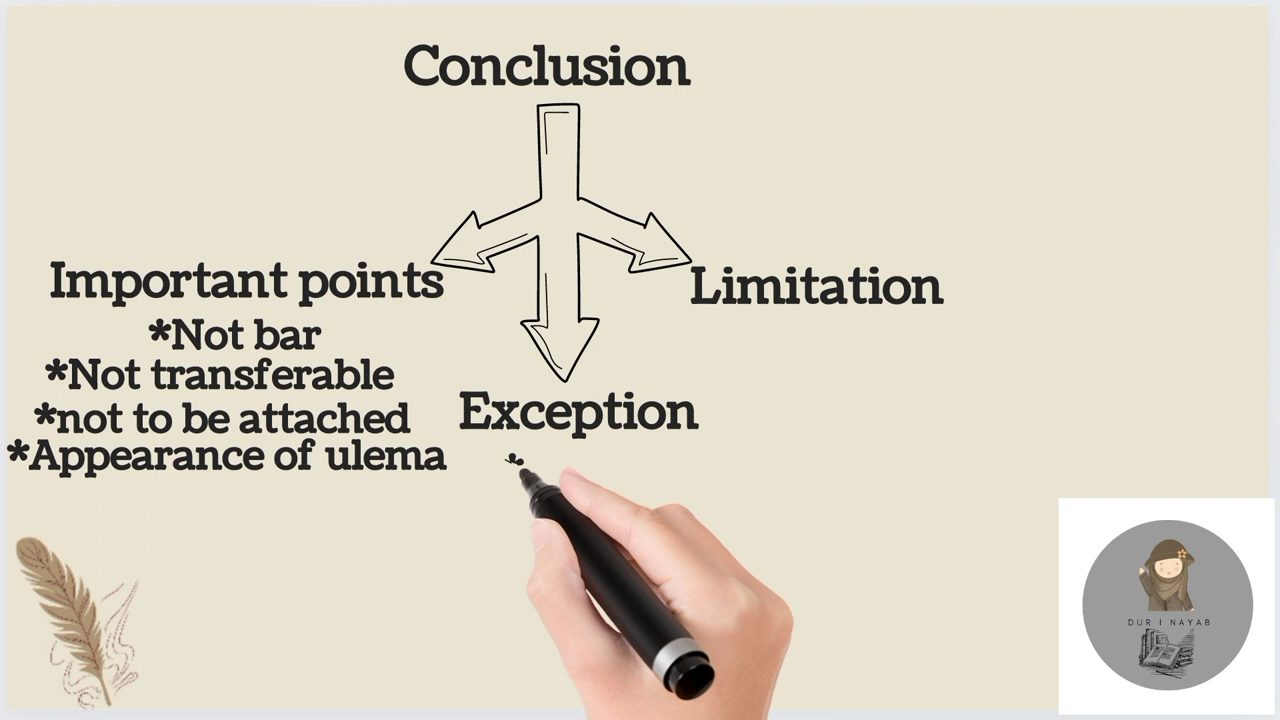 Conclusion
Important points
*Not bar
*Not transferable
*not to be attached
*Appearance of ulema
Limitation
Exception
DUR I NAYAB